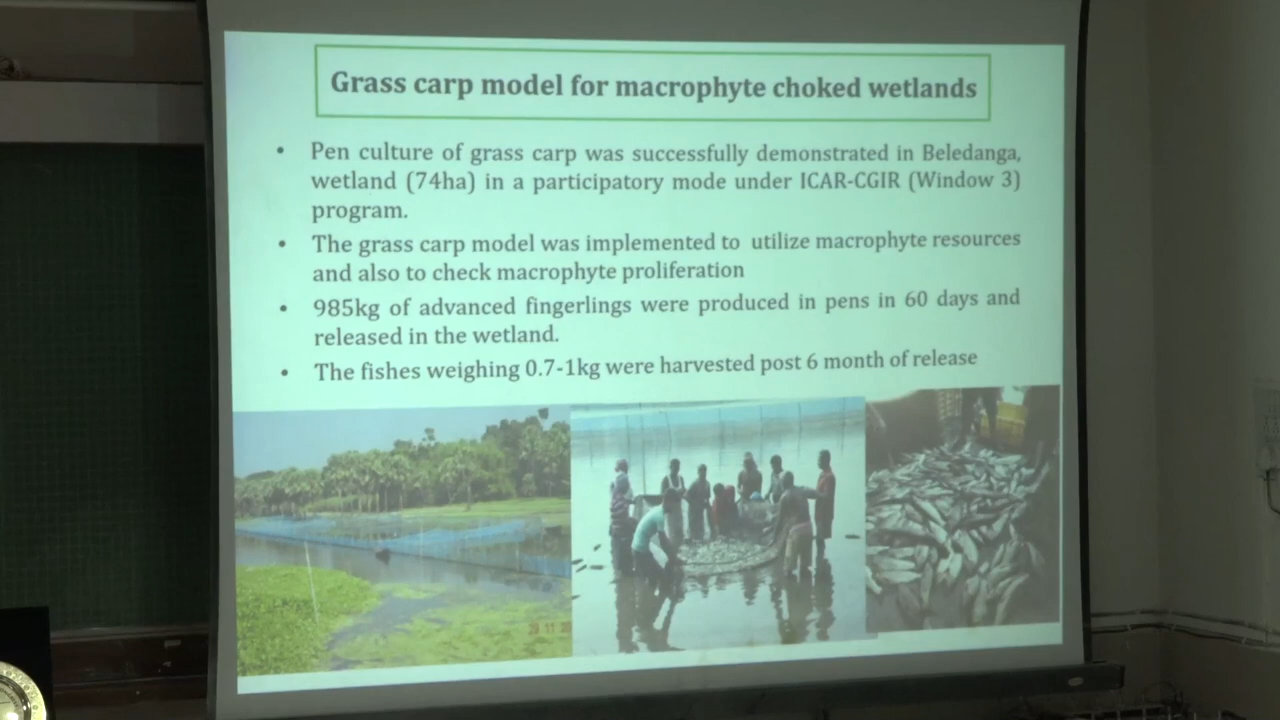 Grass carp model for macrophyte choked wetlands
• Pen culture of grass carp was successfully demonstrated in Beledanga,
wetland (74ha) in a participatory mode under ICAR-CGIR (Window 3)
program.
• The grass carp model was implemented to utilize macrophyte resources
and also to check macrophyte proliferation
• 985kg of advanced fingerlings were produced in pens in 60 days and
released in the wetland.
• The fishes weighing 0.7-1kg were harvested post 6 month of release